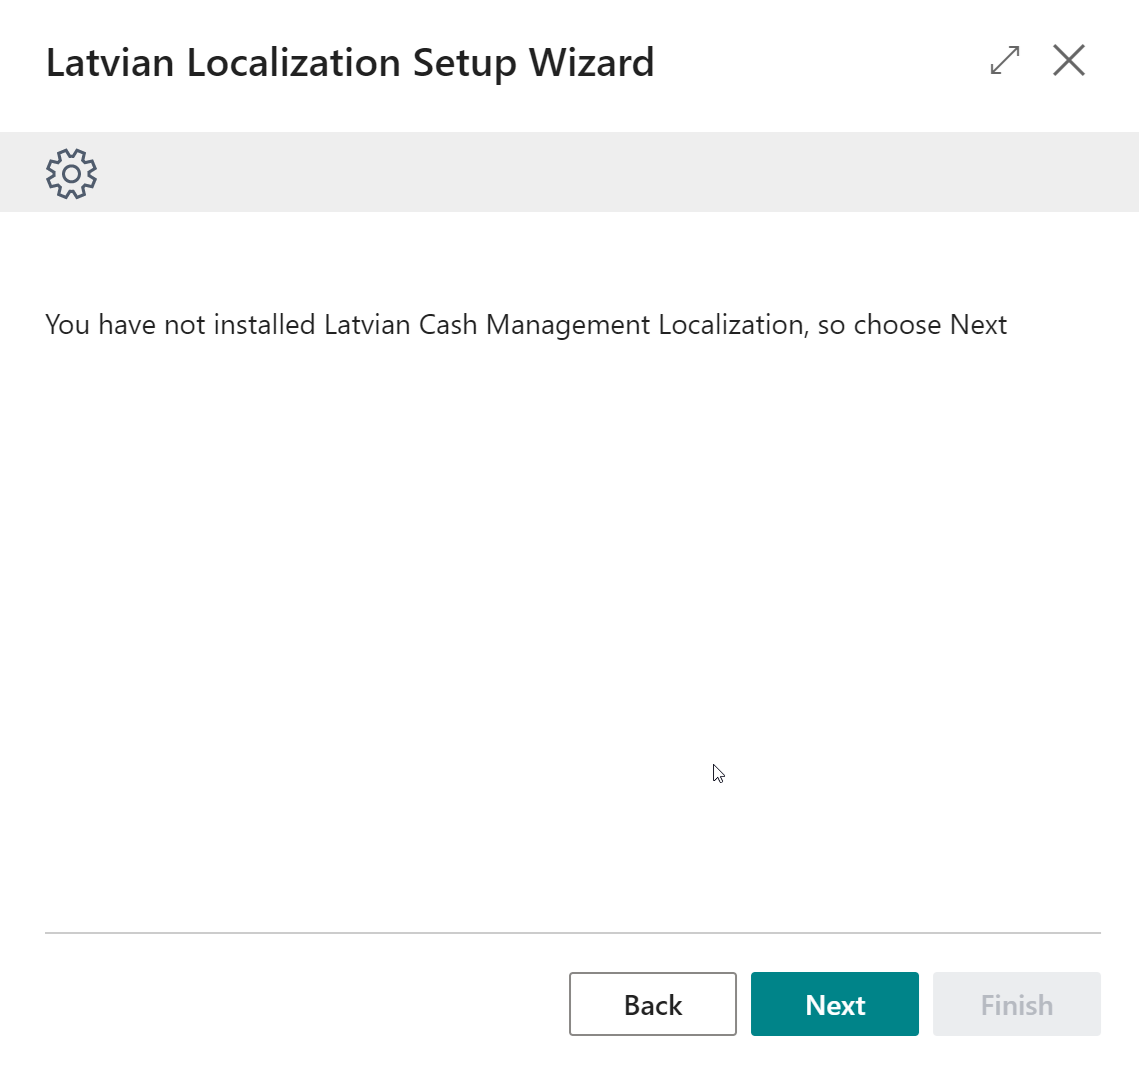 Latvian Localization Setup Wizard
You have not installed Latvian Cash Management Localization, so choose Next
Back Next Finish